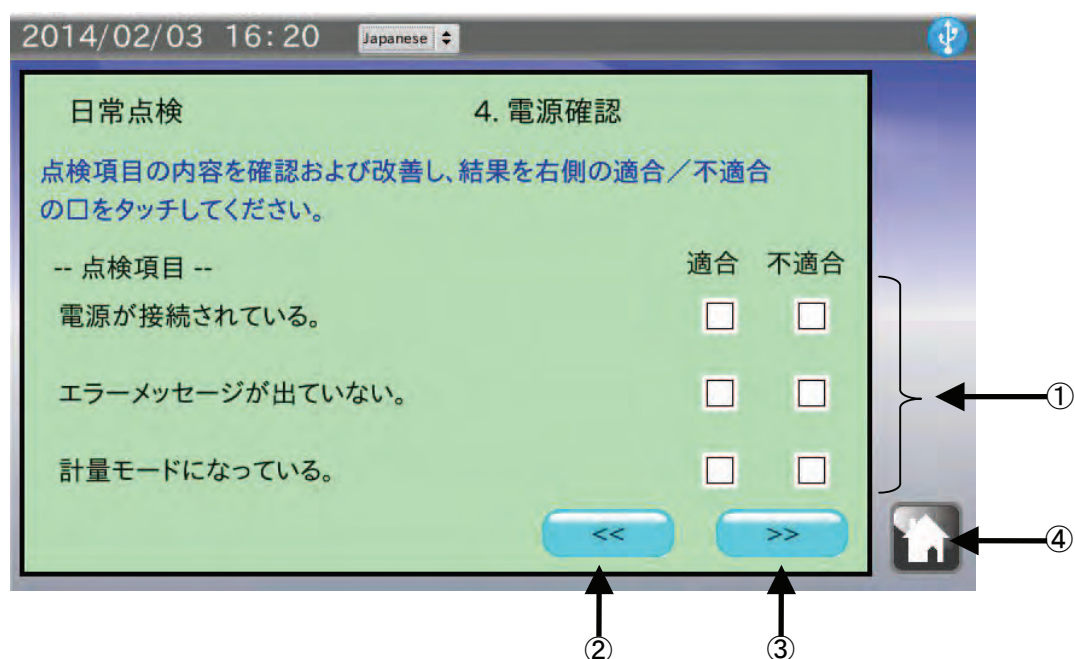 2014/02/03 16:20 Japanese
日常点検 4. 電源確認
点検項目の内容を確認および改善し、結果を右側の適合／不適合
の口をタッチしてください。
-- 点検項目 -- 適合 不適合
電源が接続されている。
エラーメッセージが出ていない。
①
計量モードになっている。
<< >>
④
② ③